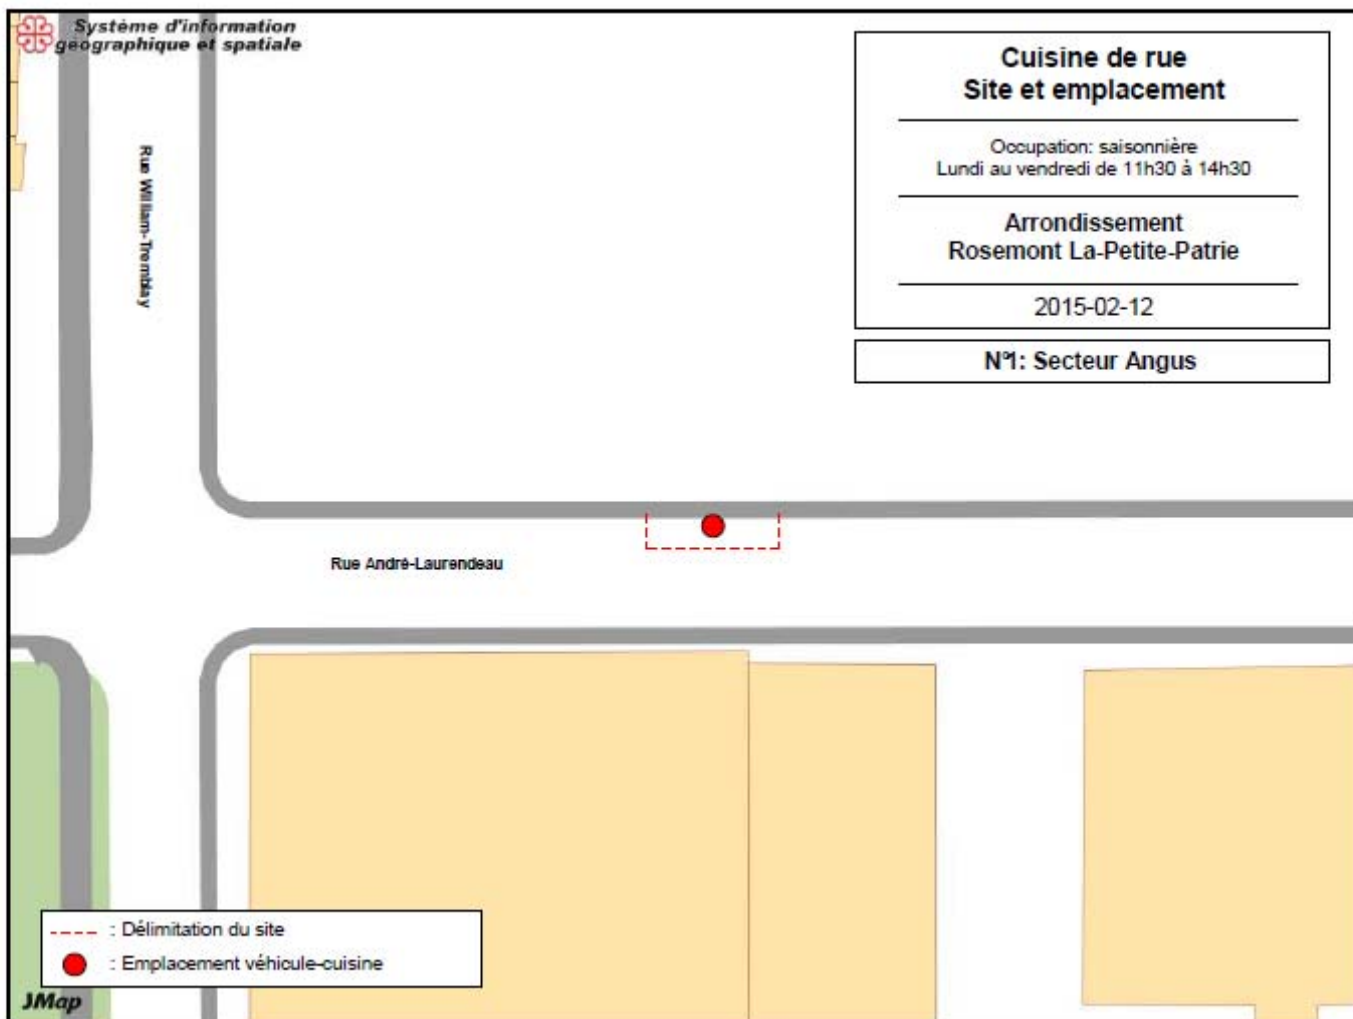 Système d'information
géographique et spatiale
Cuisine de rue
Site et emplacement
Occupation: saisonnière
Lundi au vendredi de 11h30 à 14h30
Arrondissement
Rosemont La-Petite-Patrie
2015-02-12
N°1: Secteur Angus
Rue William-Tremblay
Rue André-Laurendeau
: Délimitation du site
: Emplacement véhicule-cuisine
JMap